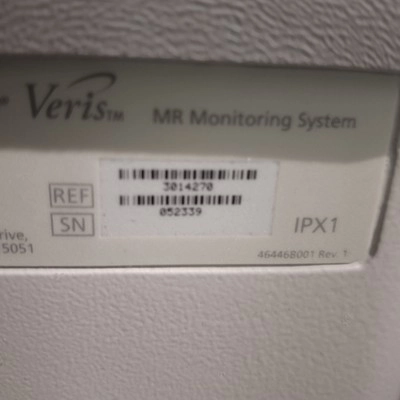 ® Veris™ MR Monitoring System
REF 3014270
SN 052339
IPX1
rive,
5051
464468001 Rev. 1